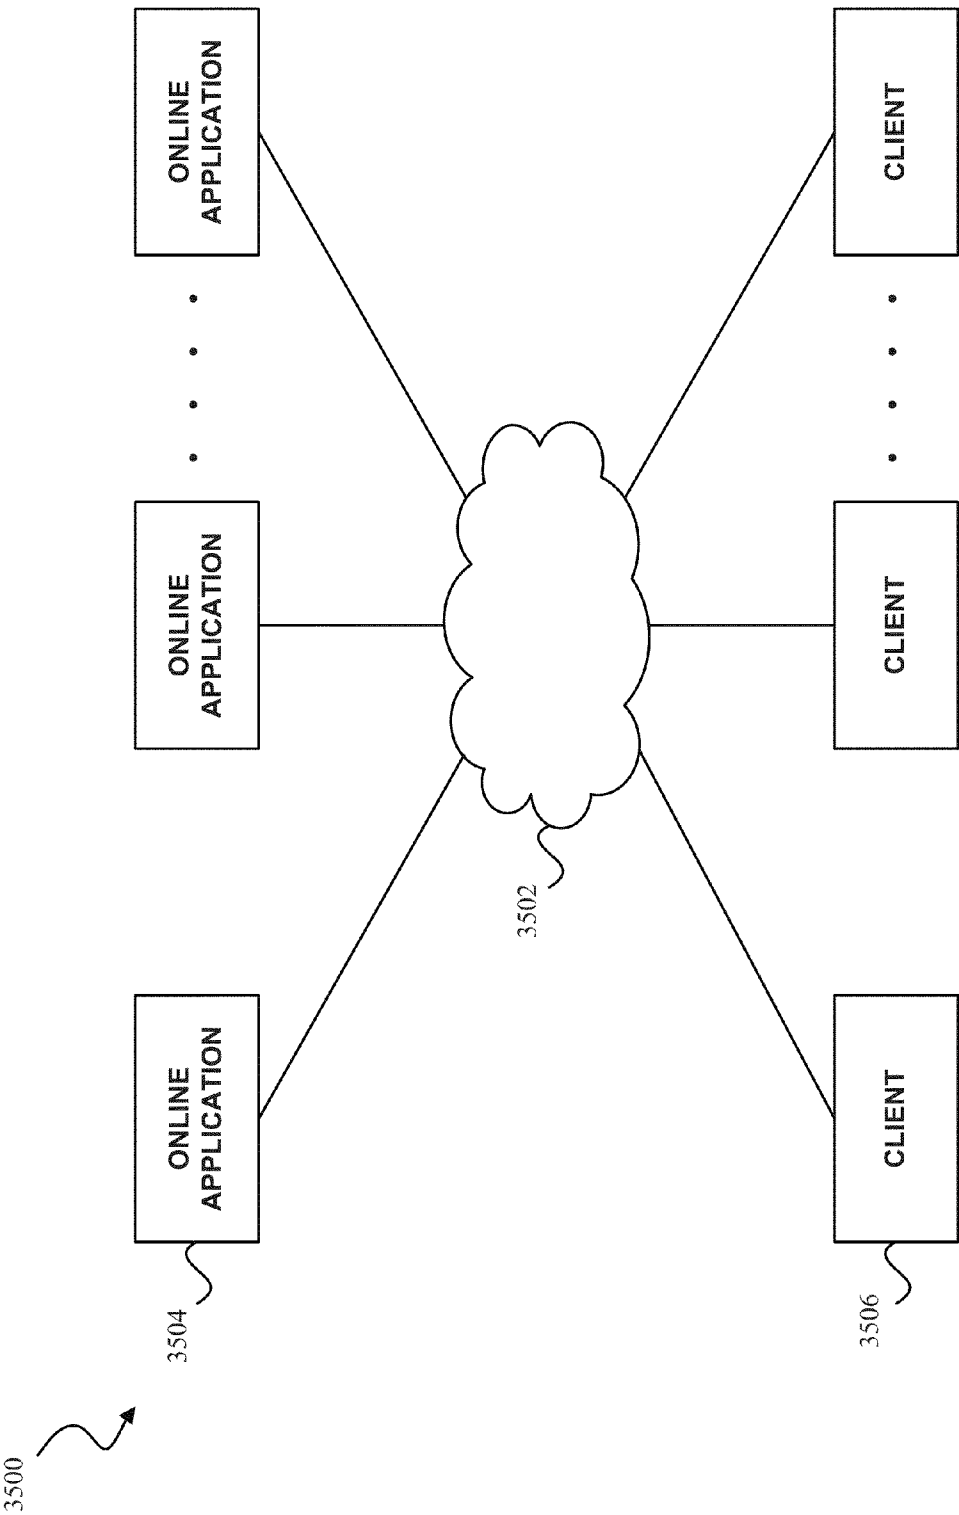 3500
3504
ONLINE
APPLICATION
ONLINE
APPLICATION
ONLINE
APPLICATION
3502
3506
CLIENT
CLIENT
CLIENT